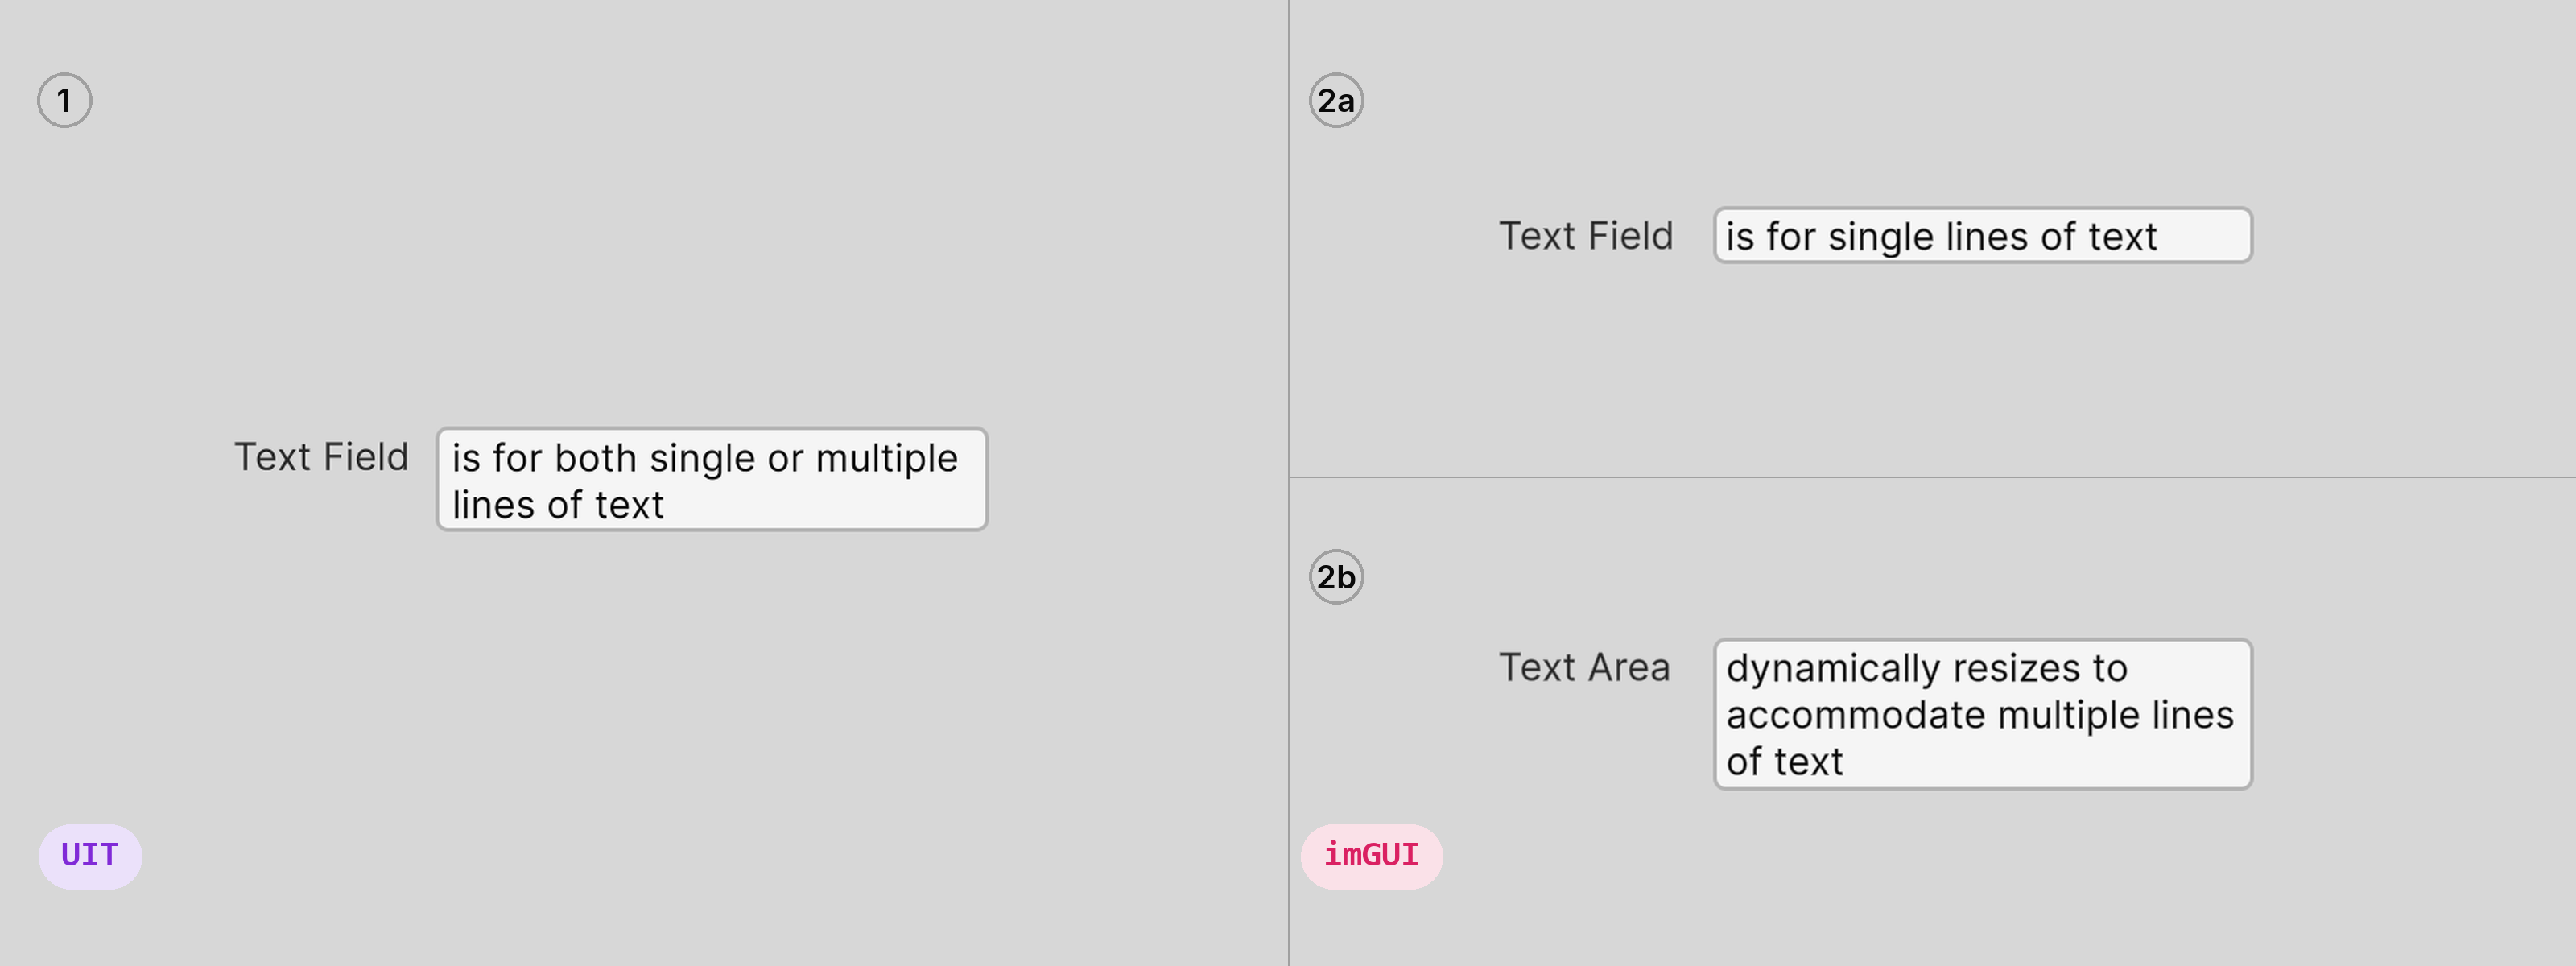 1
Text Field
is for both single or multiple
lines of text
UIT
2a
Text Field
is for single lines of text
2b
Text Area
dynamically resizes to
accommodate multiple lines
of text
imGUI